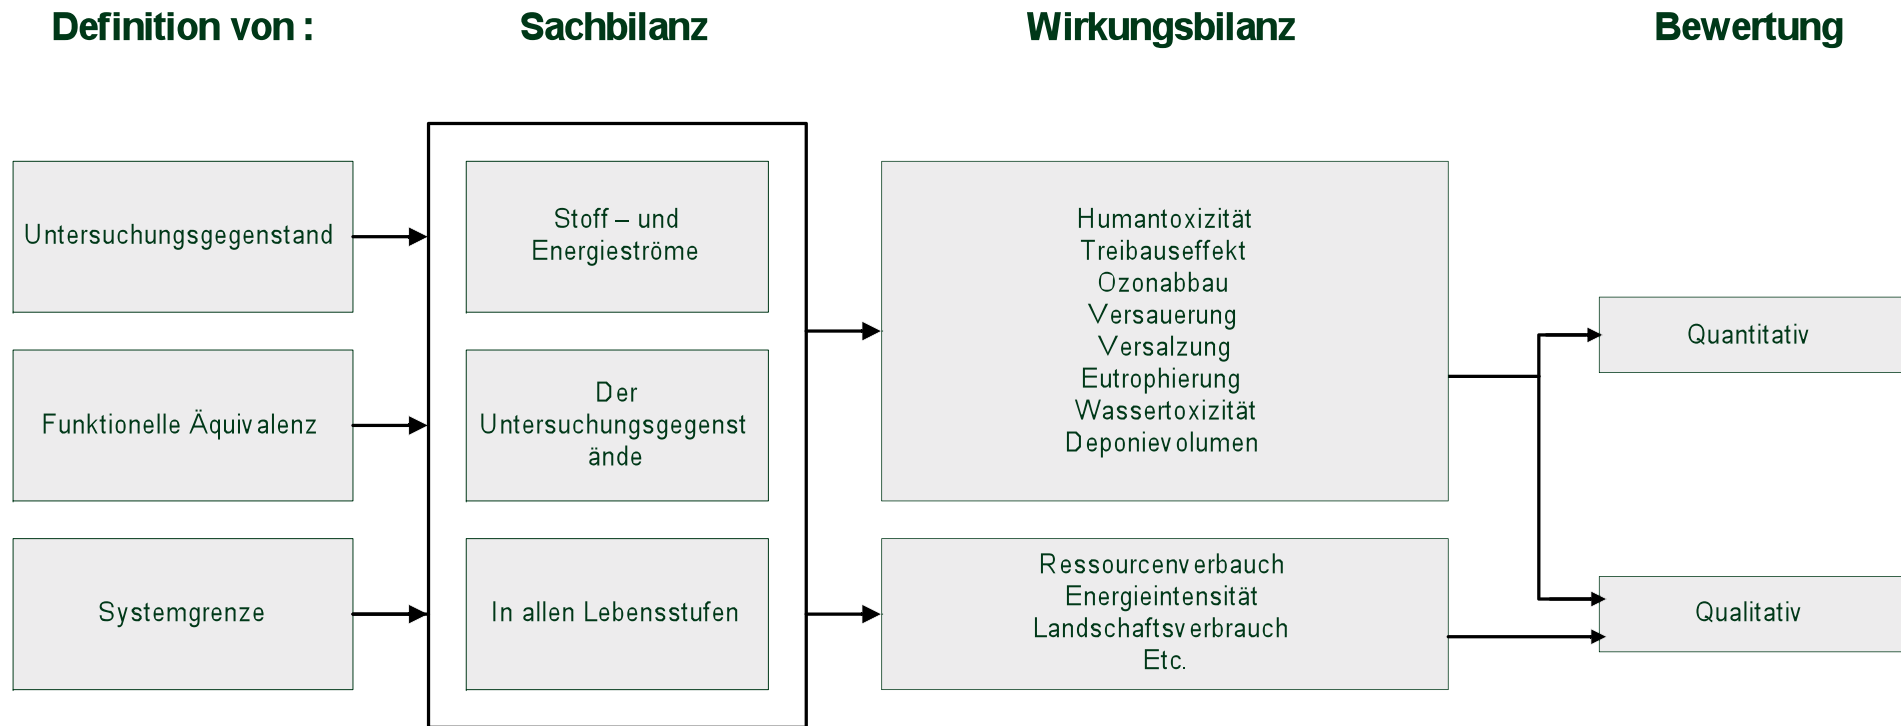 Definition von :
Sachbilanz
Wirkungsbilanz
Bewertung
Untersuchungsgegenstand
Funktionelle Äquivalenz
Systemgrenze
Stoff – und
Energieströme
Der
Untersuchungsgegenst
ände
In allen Lebensstufen
Humantoxizität
Treibauseffekt
Ozonabbau
Versauerung
Versalzung
Eutrophierung
Wassertoxizität
Deponievolumen
Ressourcenverbauch
Energieintensität
Landschaftsverbrauch
Etc.
Quantitativ
Qualitativ